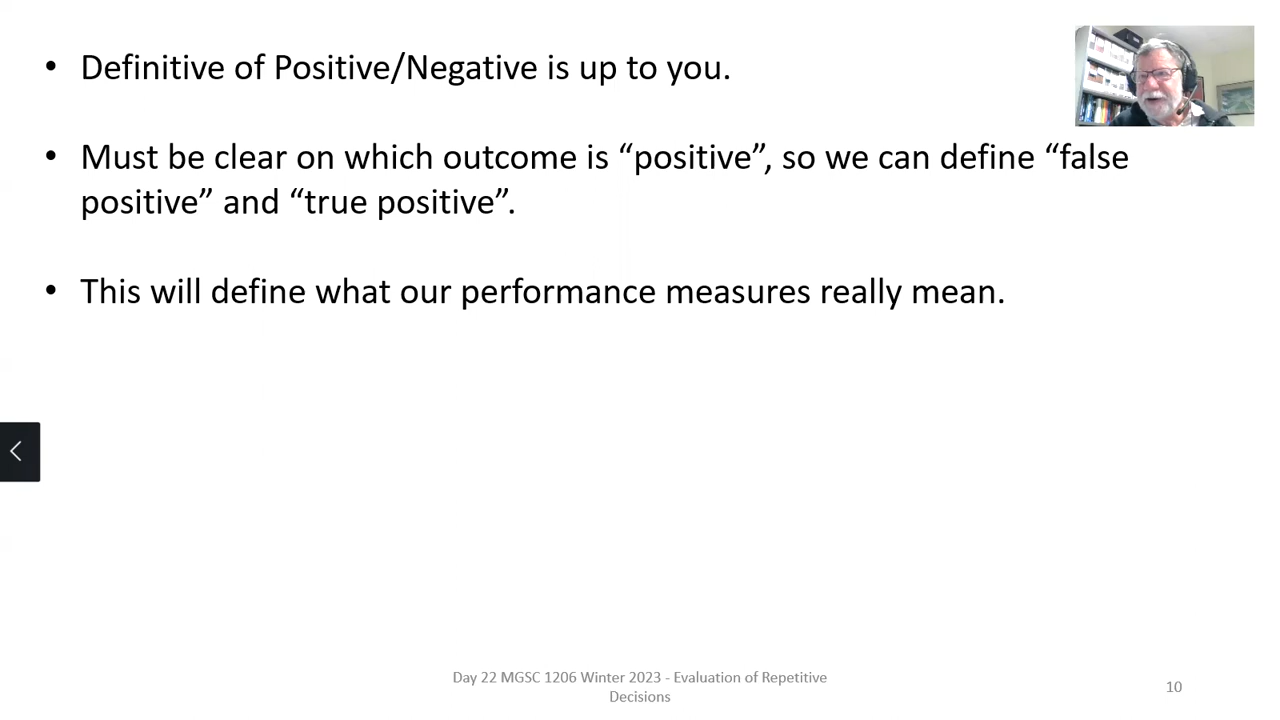 • Definitive of Positive/Negative is up to you.
• Must be clear on which outcome is “positive”, so we can define “false
positive” and “true positive”.
• This will define what our performance measures really mean.
Day 22 MGSC 1206 Winter 2023 - Evaluation of Repetitive
Decisions
10